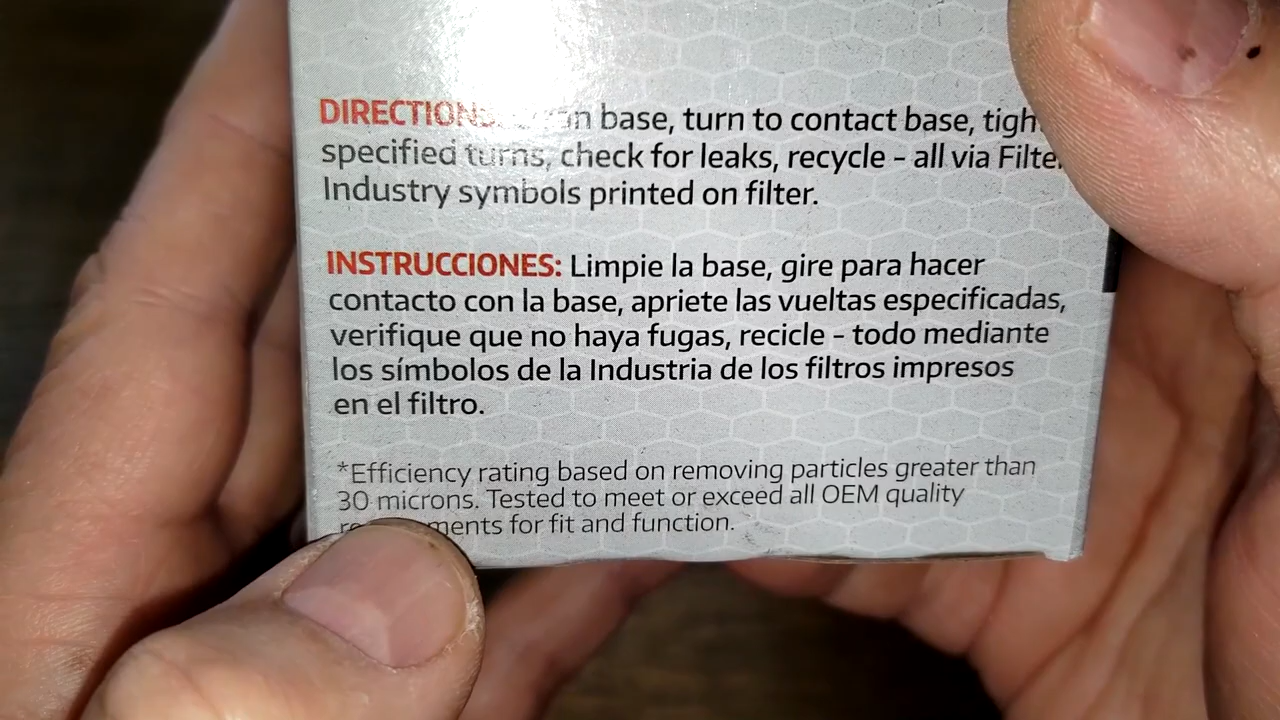 DIRECTIONS: base, turn to contact base,
specified turns, check for leaks, recycle - all via
Industry symbols printed on filter.
INSTRUCCIONES: Limpie la base, gire para hacer
contacto con la base, apriete las vueltas especificadas,
verifique que no haya fugas, recicle - todo mediante
los símbolos de la Industria de los filtros impresos
en el filtro.
*Efficiency rating based on removing particles greater than
30 microns. Tested to meet or exceed all OEM quality
for fit and function.